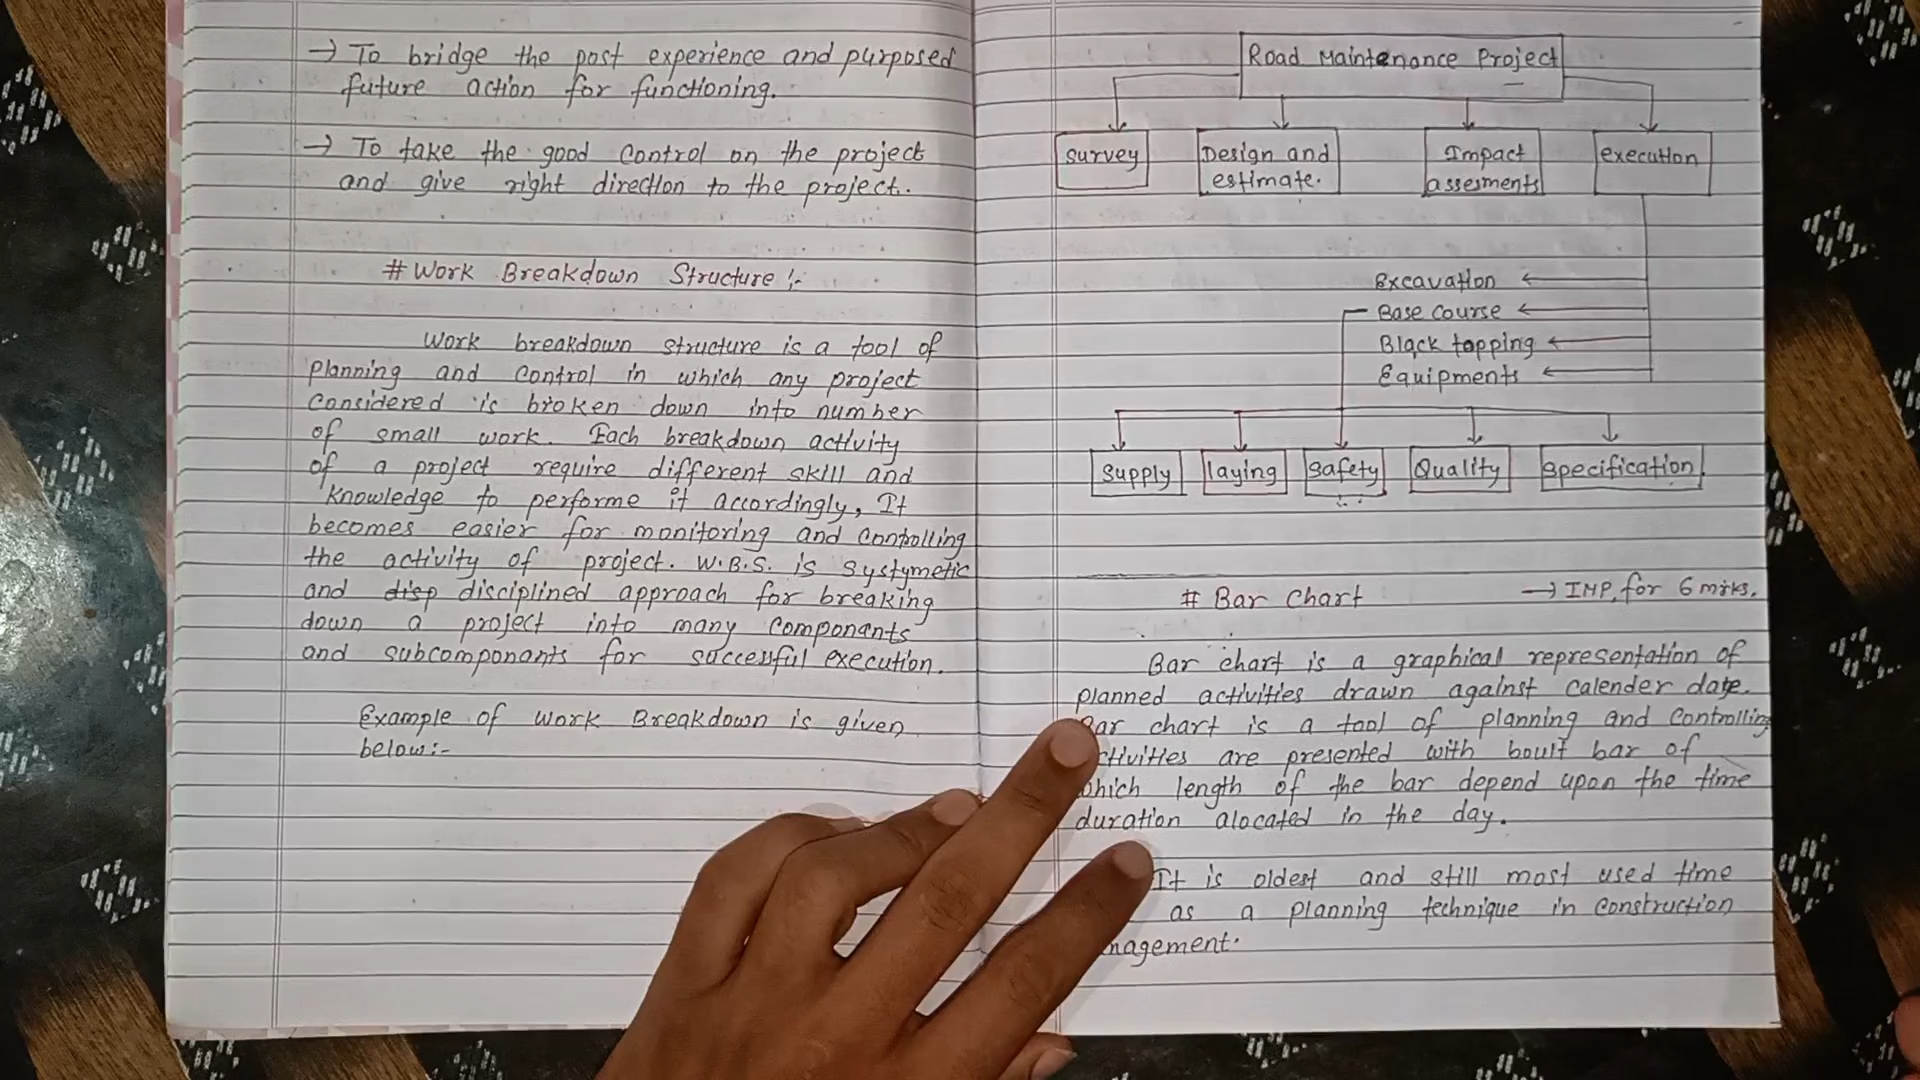 → To bridge the post experience and purposed
future action for functioning.
→ To take the good control on the project
and give right direction to the project.
# Work Breakdown Structure :-
Work breakdown structure is a tool of
planning and control in which any project
considered is broken down into number
of small work. Each breakdown activity
of a project require different skill and
knowledge to performe it accordingly, It
becomes easier for monitoring and controlling
the activity of project. W.B.S. is systymetic
and disp disciplined approach for breaking
down a project into many componants
and subcomponants for successful execution.
Example of work Breakdown is given
below:-
Road Maintenance Project
survey
Design and
estimate.
Impact
assesments
execution
Excavation ←
Base course ←
Black topping ←
Equipments ←
Supply
laying
Safety
Quality
specification
# Bar Chart → IMP. for 6 mrks.
Bar chart is a graphical representation of
planned activities drawn against calender date.
Bar chart is a tool of planning and controlling
are presented with boult bar of
length of the bar depend upon the time
duration alocated in the day.
It is oldest and still most used time
as a planning technique in construction